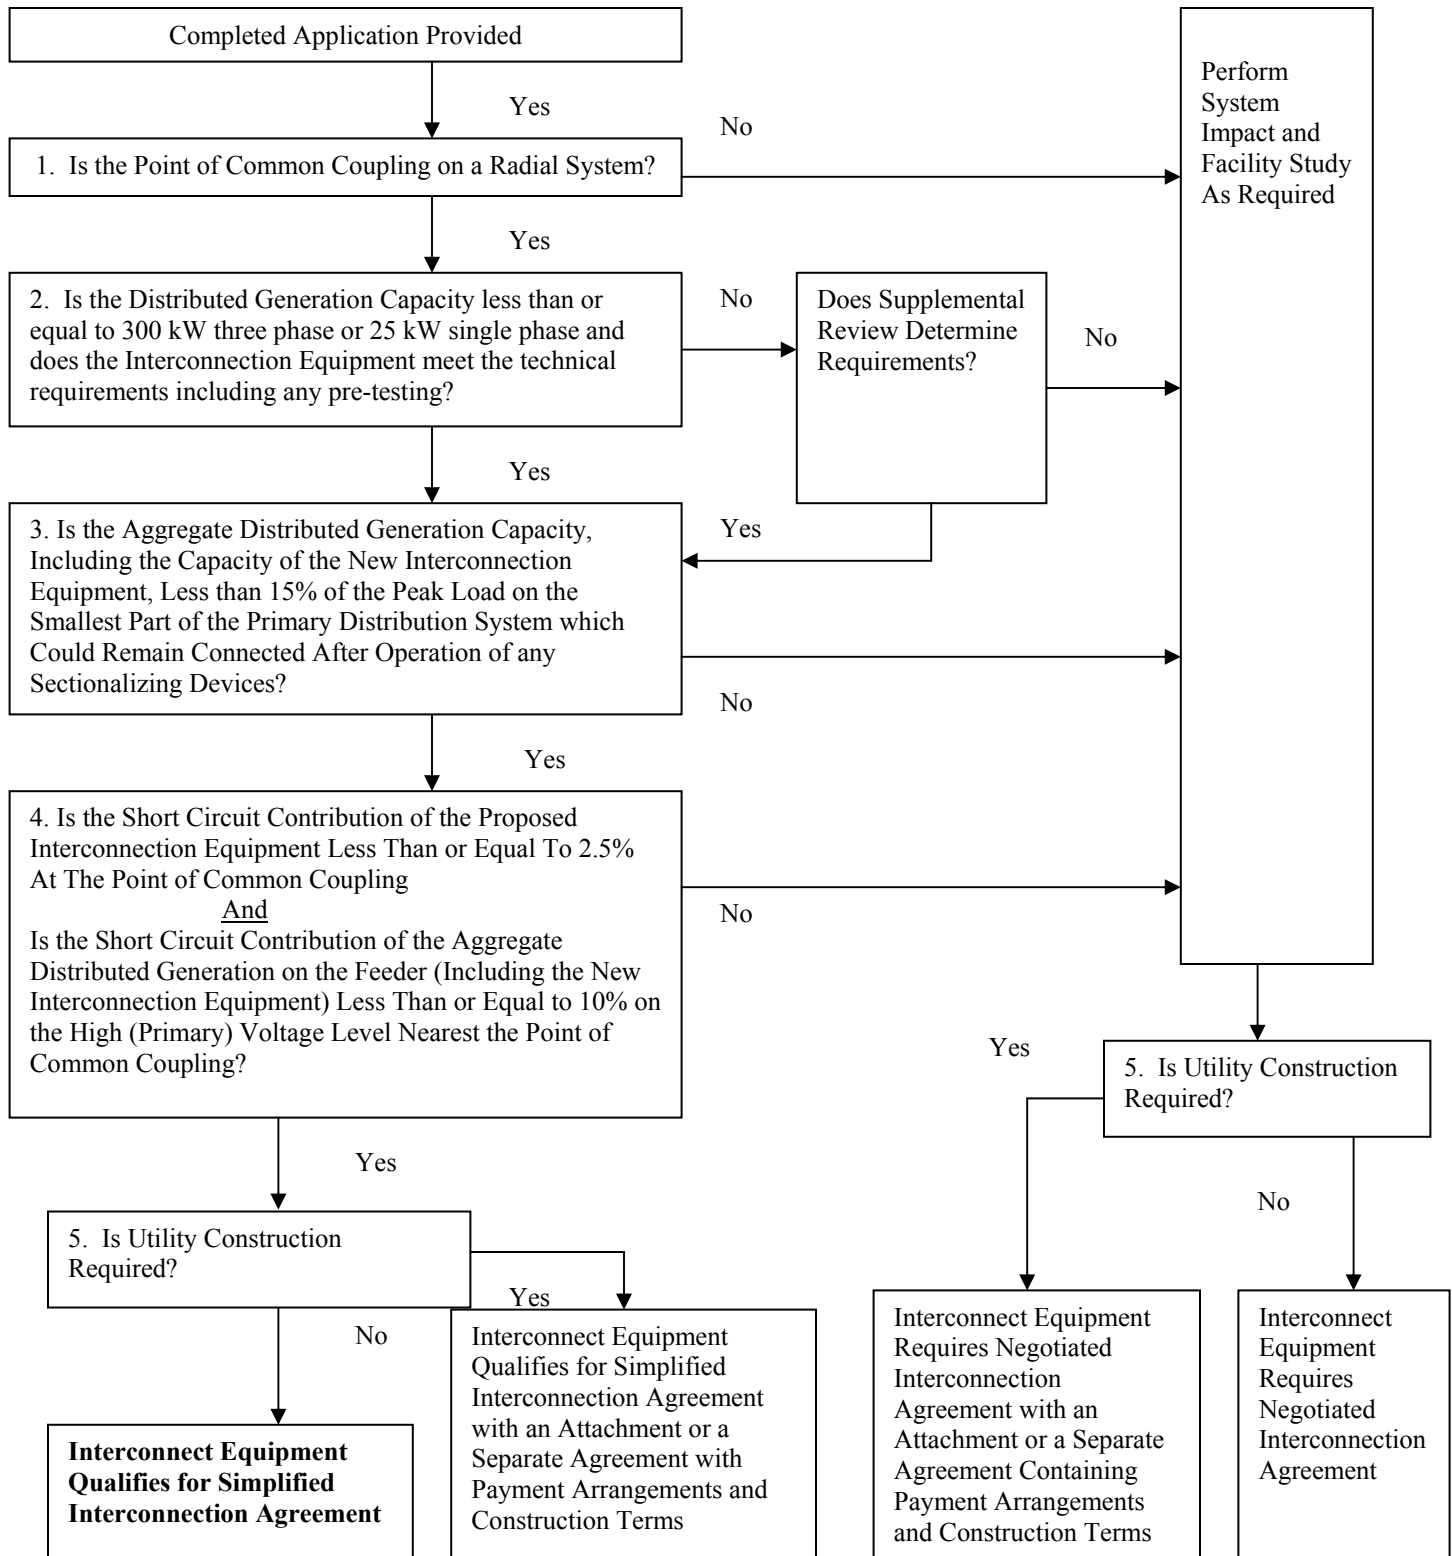 Completed Application Provided
Perform
System
Impact and
Facility Study
As Required
Yes
No
1. Is the Point of Common Coupling on a Radial System?
Yes
2. Is the Distributed Generation Capacity less than or
equal to 300 kW three phase or 25 kW single phase and
does the Interconnection Equipment meet the technical
requirements including any pre-testing?
No
Does Supplemental
Review Determine
Requirements?
No
Yes
Yes
3. Is the Aggregate Distributed Generation Capacity,
Including the Capacity of the New Interconnection
Equipment, Less than 15% of the Peak Load on the
Smallest Part of the Primary Distribution System which
Could Remain Connected After Operation of any
Sectionalizing Devices?
No
Yes
4. Is the Short Circuit Contribution of the Proposed
Interconnection Equipment Less Than or Equal To 2.5%
At The Point of Common Coupling
And
Is the Short Circuit Contribution of the Aggregate
Distributed Generation on the Feeder (Including the New
Interconnection Equipment) Less Than or Equal to 10% on
the High (Primary) Voltage Level Nearest the Point of
Common Coupling?
No
Yes
5. Is Utility Construction
Required?
Yes
No
Yes
5. Is Utility Construction
Required?
Yes
No
Interconnect Equipment
Qualifies for Simplified
Interconnection Agreement
Interconnect Equipment
Qualifies for Simplified
Interconnection Agreement
with an Attachment or a
Separate Agreement with
Payment Arrangements and
Construction Terms
Interconnect Equipment
Requires Negotiated
Interconnection
Agreement with an
Attachment or a Separate
Agreement Containing
Payment Arrangements
and Construction Terms
Interconnect
Equipment
Requires
Negotiated
Interconnection
Agreement